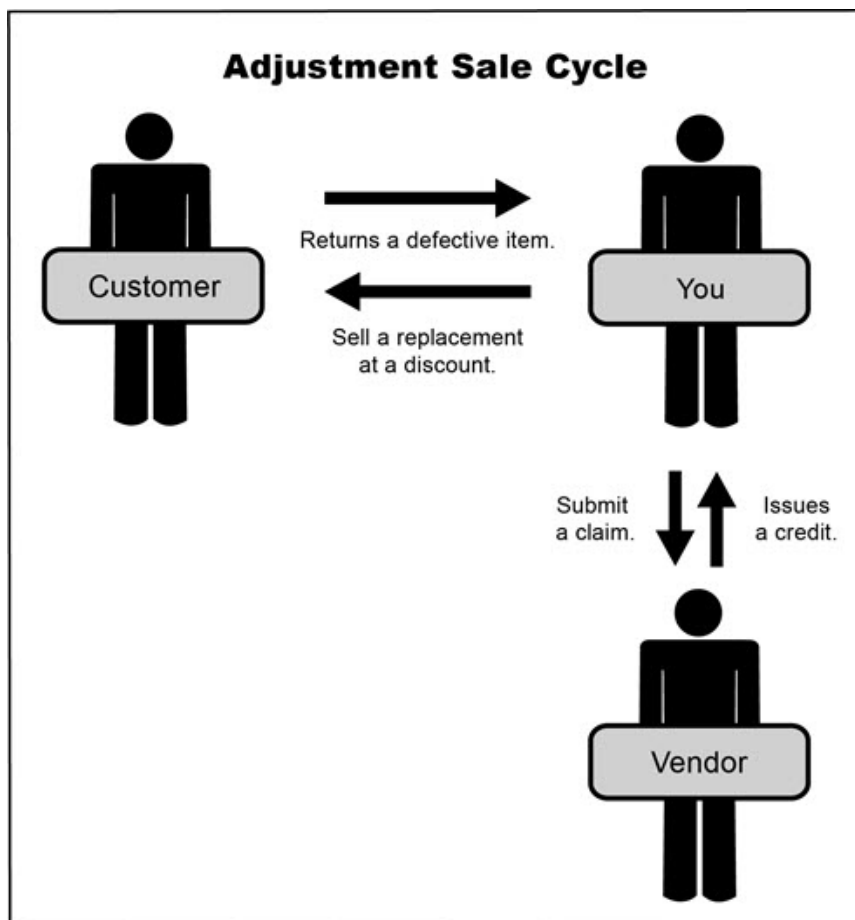 Adjustment Sale Cycle
Returns a defective item.
Customer
You
Sell a replacement
at a discount.
Submit
a claim.
Issues
a credit.
Vendor